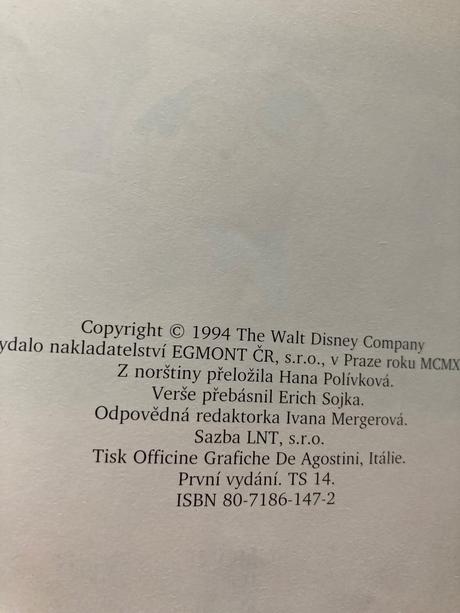 Copyright © 1994 The Walt Disney Company
ydalo nakladatelství EGMONT ČR, s.r.o., v Praze roku MCMX
Z norštiny přeložila Hana Polívková.
Verše přebásnil Erich Sojka.
Odpovědná redaktorka Ivana Mergerová.
Sazba LNT, s.r.o.
Tisk Officine Grafiche De Agostini, Itálie.
První vydání. TS 14.
ISBN 80-7186-147-2